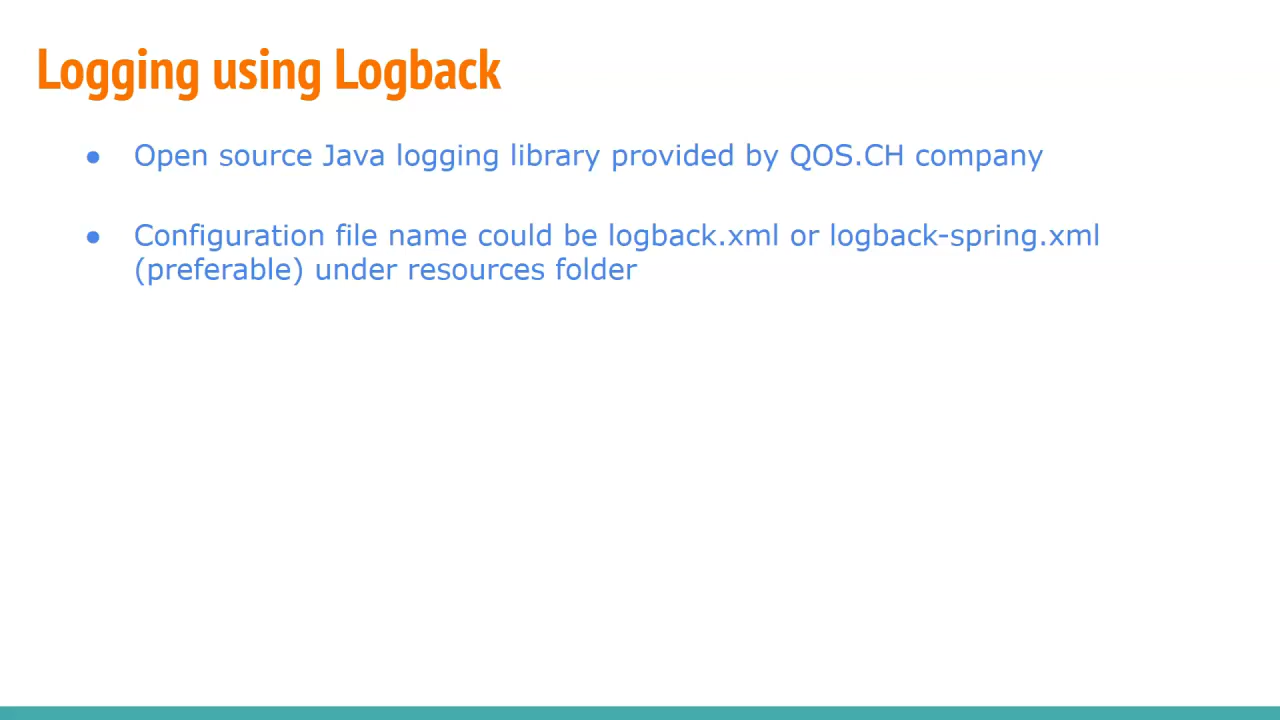 Logging using Logback
● Open source Java logging library provided by QOS.CH company
● Configuration file name could be logback.xml or logback-spring.xml
(preferable) under resources folder